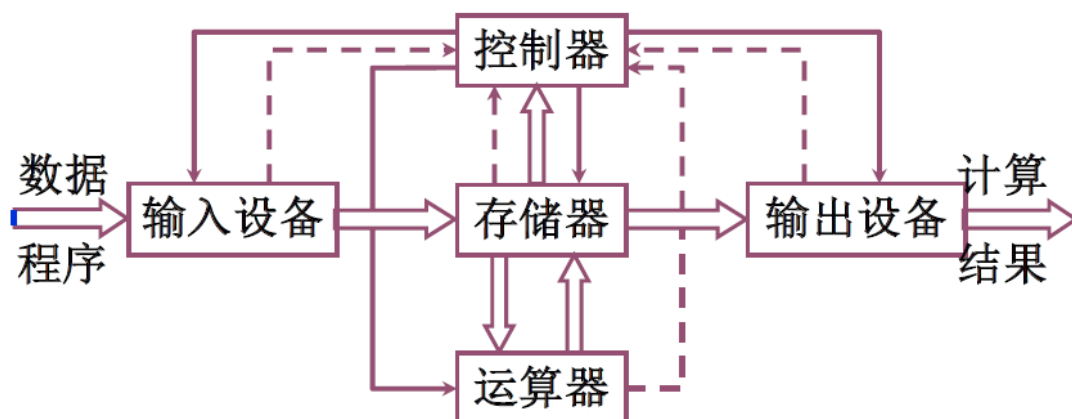 控制器
数据
程序
输入设备
存储器
输出设备
计算
结果
运算器